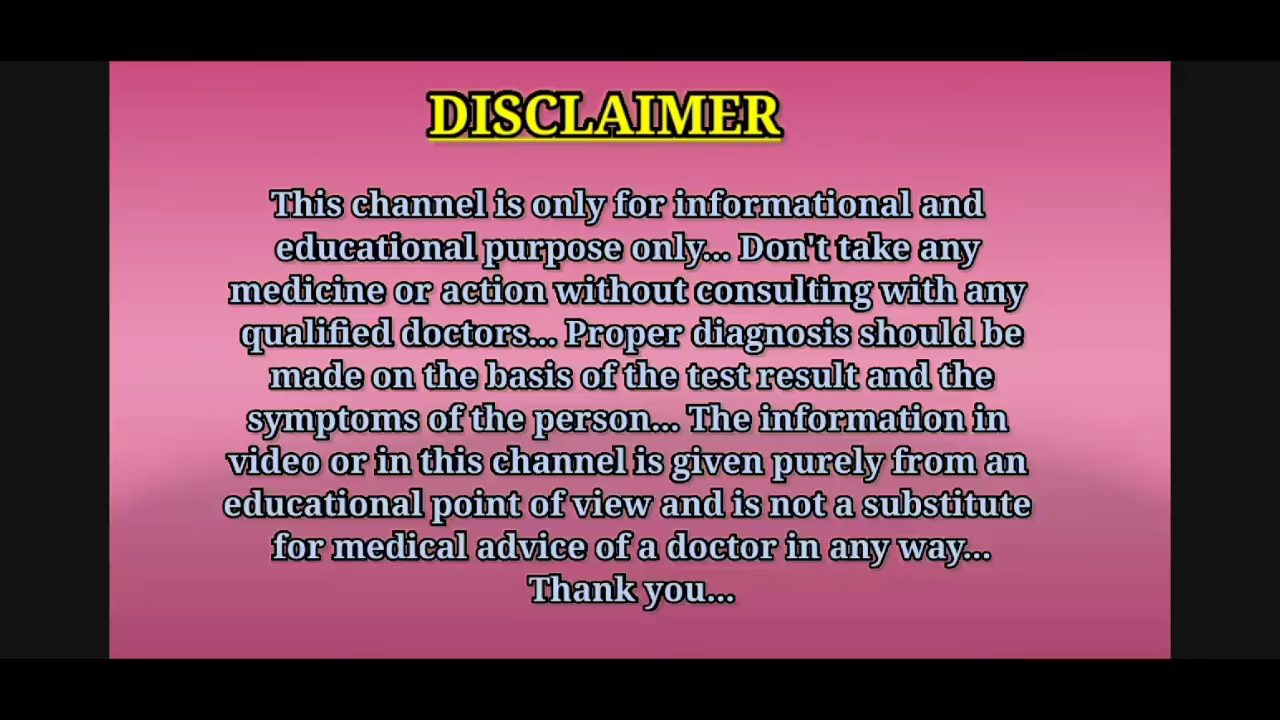 DISCLAIMER
This channel is only for informational and
educational purpose only... Don't take any
medicine or action without consulting with any
qualified doctors... Proper diagnosis should be
made on the basis of the test result and the
symptoms of the person... The information in
video or in this channel is given purely from an
educational point of view and is not a substitute
for medical advice of a doctor in any way...
Thank you...